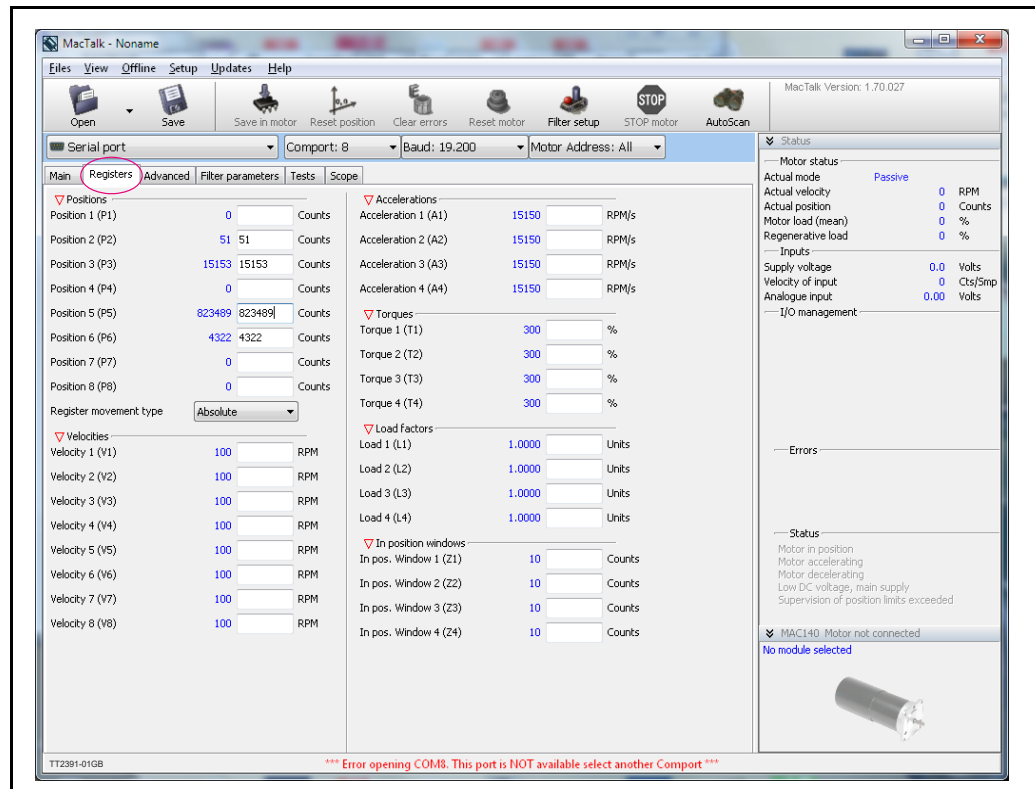 MacTalk - Noname
Files View Offline Setup Updates Help
Open Save Save in motor Reset position Clear errors Reset motor Filter setup STOP STOP motor AutoScan
MacTalk Version: 1.70.027
Serial port Comport: 8 Baud: 19.200 Motor Address: All
Main Registers Advanced Filter parameters Tests Scope
Positions
Position 1 (P1) 0 Counts
Position 2 (P2) 51 51 Counts
Position 3 (P3) 15153 15153 Counts
Position 4 (P4) 0 Counts
Position 5 (P5) 823489 823489 Counts
Position 6 (P6) 4322 4322 Counts
Position 7 (P7) 0 Counts
Position 8 (P8) 0 Counts
Register movement type Absolute
Velocities
Velocity 1 (V1) 100 RPM
Velocity 2 (V2) 100 RPM
Velocity 3 (V3) 100 RPM
Velocity 4 (V4) 100 RPM
Velocity 5 (V5) 100 RPM
Velocity 6 (V6) 100 RPM
Velocity 7 (V7) 100 RPM
Velocity 8 (V8) 100 RPM
Accelerations
Acceleration 1 (A1) 15150 RPM/s
Acceleration 2 (A2) 15150 RPM/s
Acceleration 3 (A3) 15150 RPM/s
Acceleration 4 (A4) 15150 RPM/s
Torques
Torque 1 (T1) 300 %
Torque 2 (T2) 300 %
Torque 3 (T3) 300 %
Torque 4 (T4) 300 %
Load factors
Load 1 (L1) 1.0000 Units
Load 2 (L2) 1.0000 Units
Load 3 (L3) 1.0000 Units
Load 4 (L4) 1.0000 Units
In position windows
In pos. Window 1 (Z1) 10 Counts
In pos. Window 2 (Z2) 10 Counts
In pos. Window 3 (Z3) 10 Counts
In pos. Window 4 (Z4) 10 Counts
Status
Motor status
Actual mode Passive
Actual velocity 0 RPM
Actual position 0 Counts
Motor load (mean) 0 %
Regenerative load 0 %
Inputs
Supply voltage 0.0 Volts
Velocity of input 0 Cts/Smp
Analogue input 0.00 Volts
I/O management
Errors
Status
Motor in position
Motor accelerating
Motor decelerating
Low DC voltage, main supply
Supervision of position limits exceeded
MAC140 Motor not connected
No module selected
TT2391-01GB
*** Error opening COM8. This port is NOT available select another Comport ***